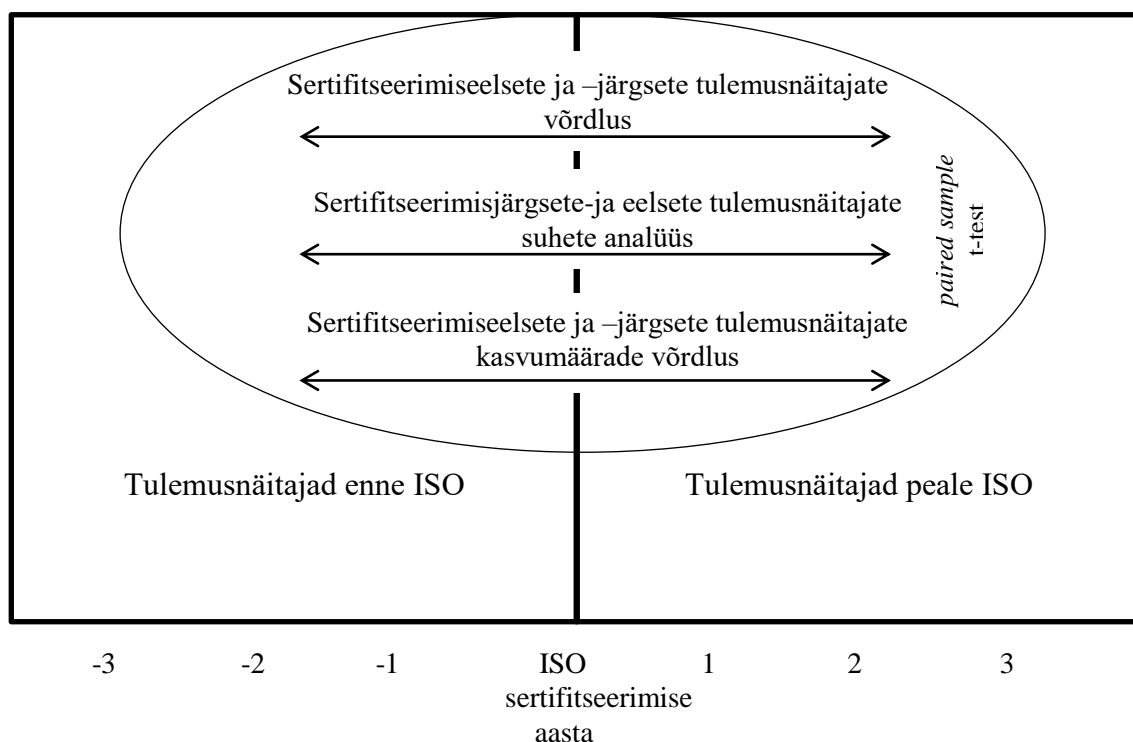 Sertifitseerimiseelsete ja –järgsete tulemusnäitajate
võrdlus
Sertifitseerimisjärgsete-ja eelsete tulemusnäitajate
suhete analüüs
Sertifitseerimiseelsete ja –järgsete tulemusnäitajate
kasvumäärade võrdlus
paired sample
t-test
Tulemusnäitajad enne ISO
Tulemusnäitajad peale ISO
-3 -2 -1 ISO 1 2 3
sertifitseerimise
aasta